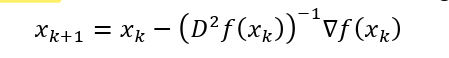 x_{k+1} = x_k − (D²f(x_k))^{−1} ∇f(x_k)